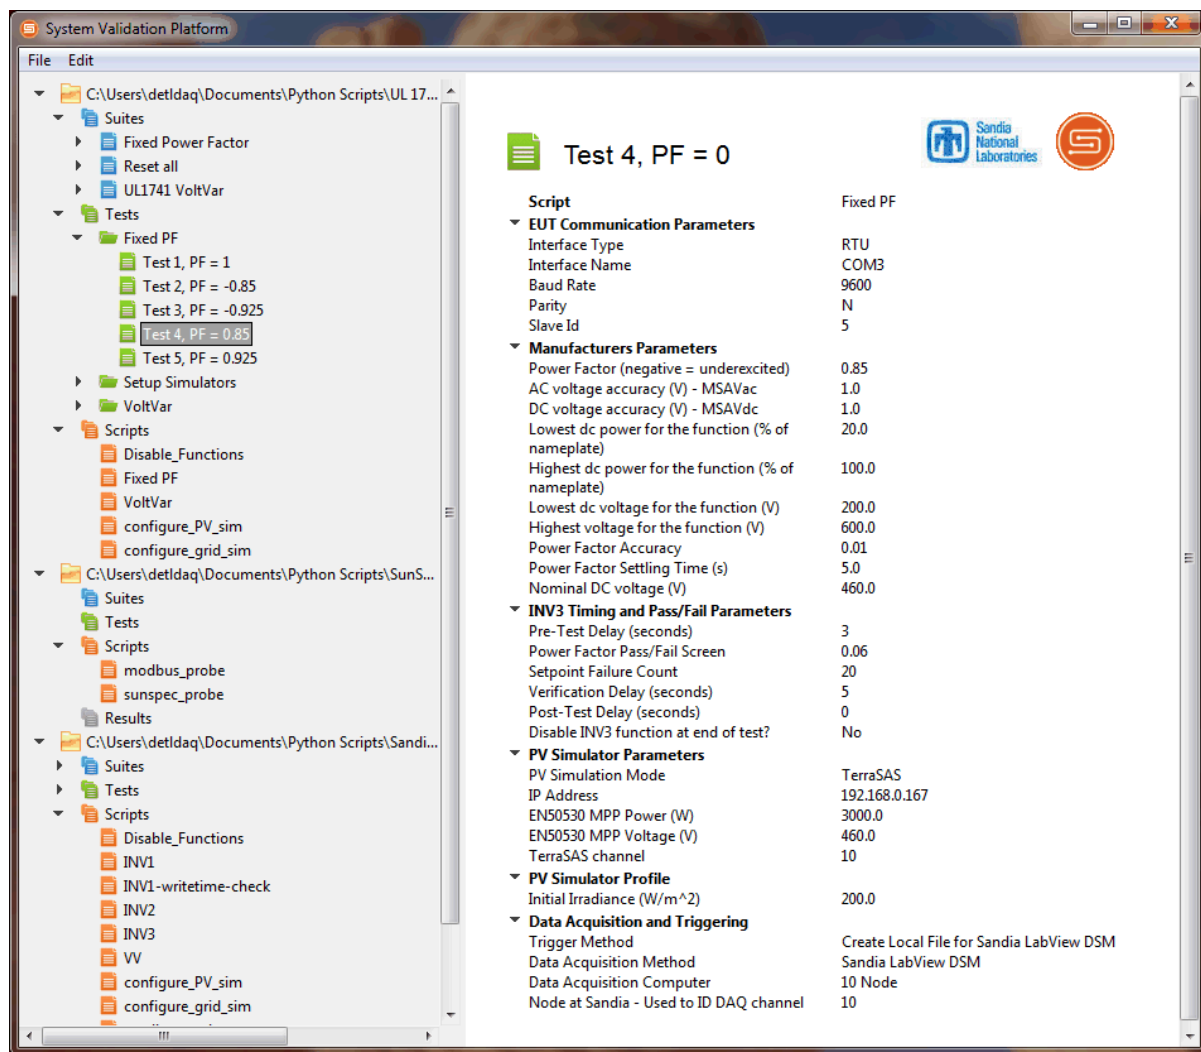 System Validation Platform
File Edit
C:\Users\detldaq\Documents\Python Scripts\UL 17...
Suites
Fixed Power Factor
Reset all
UL1741 VoltVar
Tests
Fixed PF
Test 1, PF = 1
Test 2, PF = -0.85
Test 3, PF = -0.925
Test 4, PF = 0.85
Test 5, PF = 0.925
Setup Simulators
VoltVar
Scripts
Disable_Functions
Fixed PF
VoltVar
configure_PV_sim
configure_grid_sim
C:\Users\detldaq\Documents\Python Scripts\SunS...
Suites
Tests
Scripts
modbus_probe
sunspec_probe
Results
C:\Users\detldaq\Documents\Python Scripts\Sandi...
Suites
Tests
Scripts
Disable_Functions
INV1
INV1-writetime-check
INV2
INV3
VV
configure_PV_sim
configure_grid_sim
Test 4, PF = 0
Sandia
National
Laboratories
Script Fixed PF
EUT Communication Parameters
Interface Type RTU
Interface Name COM3
Baud Rate 9600
Parity N
Slave Id 5
Manufacturers Parameters
Power Factor (negative = underexcited) 0.85
AC voltage accuracy (V) - MSAVac 1.0
DC voltage accuracy (V) - MSAVdc 1.0
Lowest dc power for the function (% of 20.0
nameplate)
Highest dc power for the function (% of 100.0
nameplate)
Lowest dc voltage for the function (V) 200.0
Highest voltage for the function (V) 600.0
Power Factor Accuracy 0.01
Power Factor Settling Time (s) 5.0
Nominal DC voltage (V) 460.0
INV3 Timing and Pass/Fail Parameters
Pre-Test Delay (seconds) 3
Power Factor Pass/Fail Screen 0.06
Setpoint Failure Count 20
Verification Delay (seconds) 5
Post-Test Delay (seconds) 0
Disable INV3 function at end of test? No
PV Simulator Parameters
PV Simulation Mode TerraSAS
IP Address 192.168.0.167
EN50530 MPP Power (W) 3000.0
EN50530 MPP Voltage (V) 460.0
TerraSAS channel 10
PV Simulator Profile
Initial Irradiance (W/m^2) 200.0
Data Acquisition and Triggering
Trigger Method Create Local File for Sandia LabView DSM
Data Acquisition Method Sandia LabView DSM
Data Acquisition Computer 10 Node
Node at Sandia - Used to ID DAQ channel 10